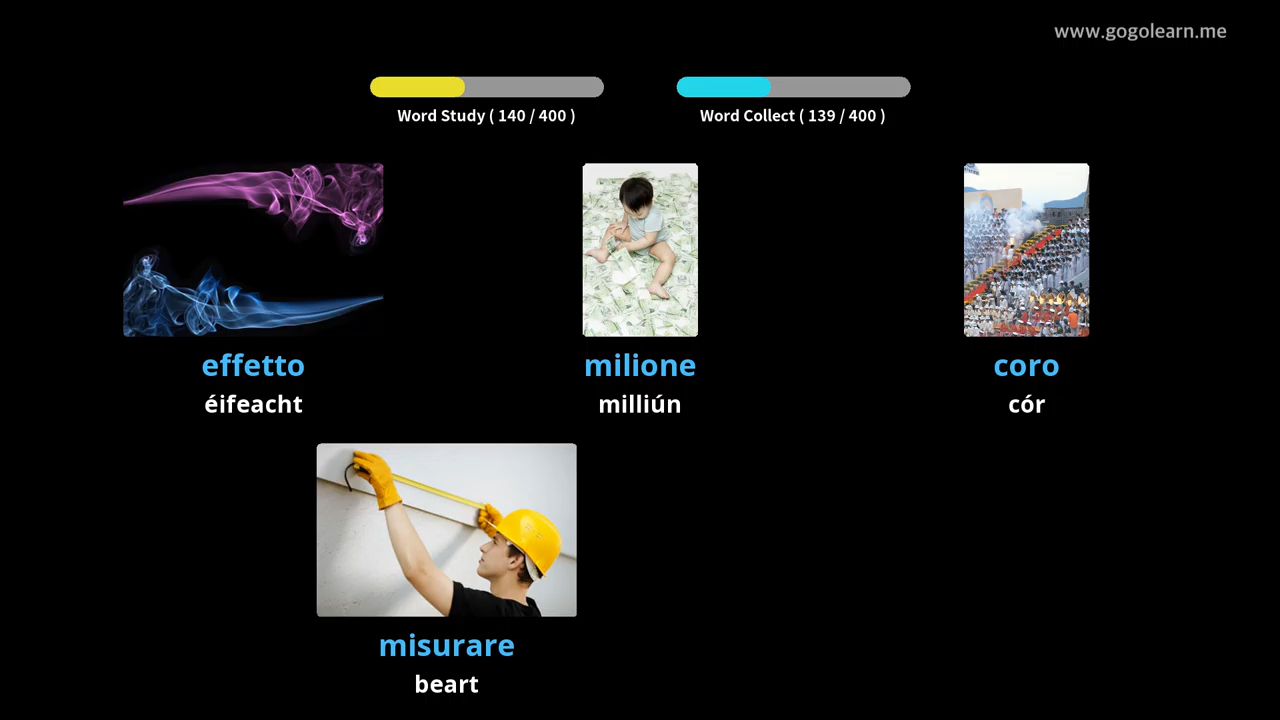 www.gogolearn.me
Word Study ( 140 / 400 )
Word Collect ( 139 / 400 )
effetto
éifeacht
milione
milliún
coro
cór
misurare
beart